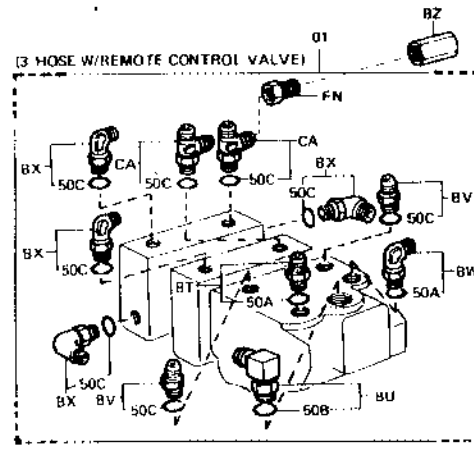 BZ
01
(3 HOSE W/REMOTE CONTROL VALVE)
FN
CA
BX
CA
BX
50C
50C
50C
50C
BV
50C
BX
50C
BT
50A
BW
50A
50C
BX
BV
50C
BU
50B